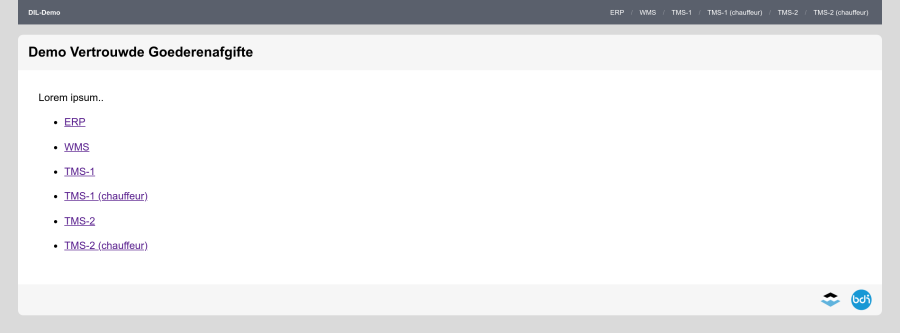 DIL-Demo
ERP / WMS / TMS-1 / TMS-1 (chauffeur) / TMS-2 / TMS-2 (chauffeur)
Demo Vertrouwde Goederenafgifte
Lorem ipsum..
• ERP
• WMS
• TMS-1
• TMS-1 (chauffeur)
• TMS-2
• TMS-2 (chauffeur)
bdi